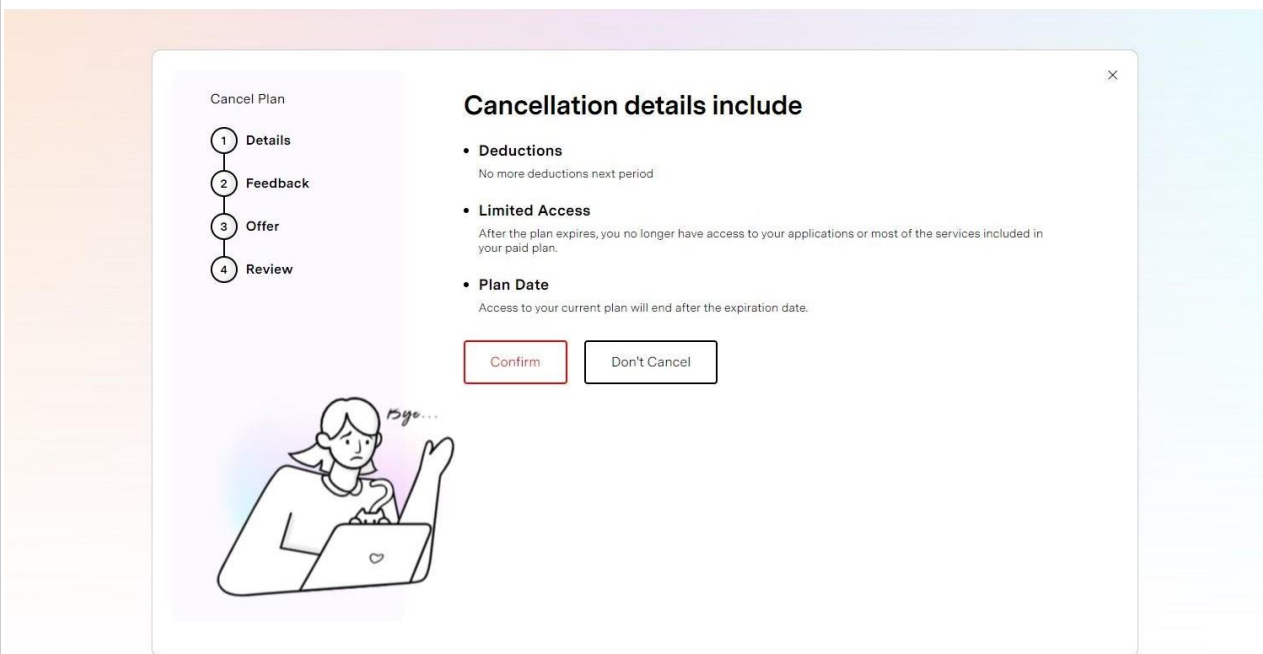 Cancel Plan
1 Details
2 Feedback
3 Offer
4 Review
Bye...
Cancellation details include
• Deductions
No more deductions next period
• Limited Access
After the plan expires, you no longer have access to your applications or most of the services included in
your paid plan.
• Plan Date
Access to your current plan will end after the expiration date.
Confirm
Don't Cancel